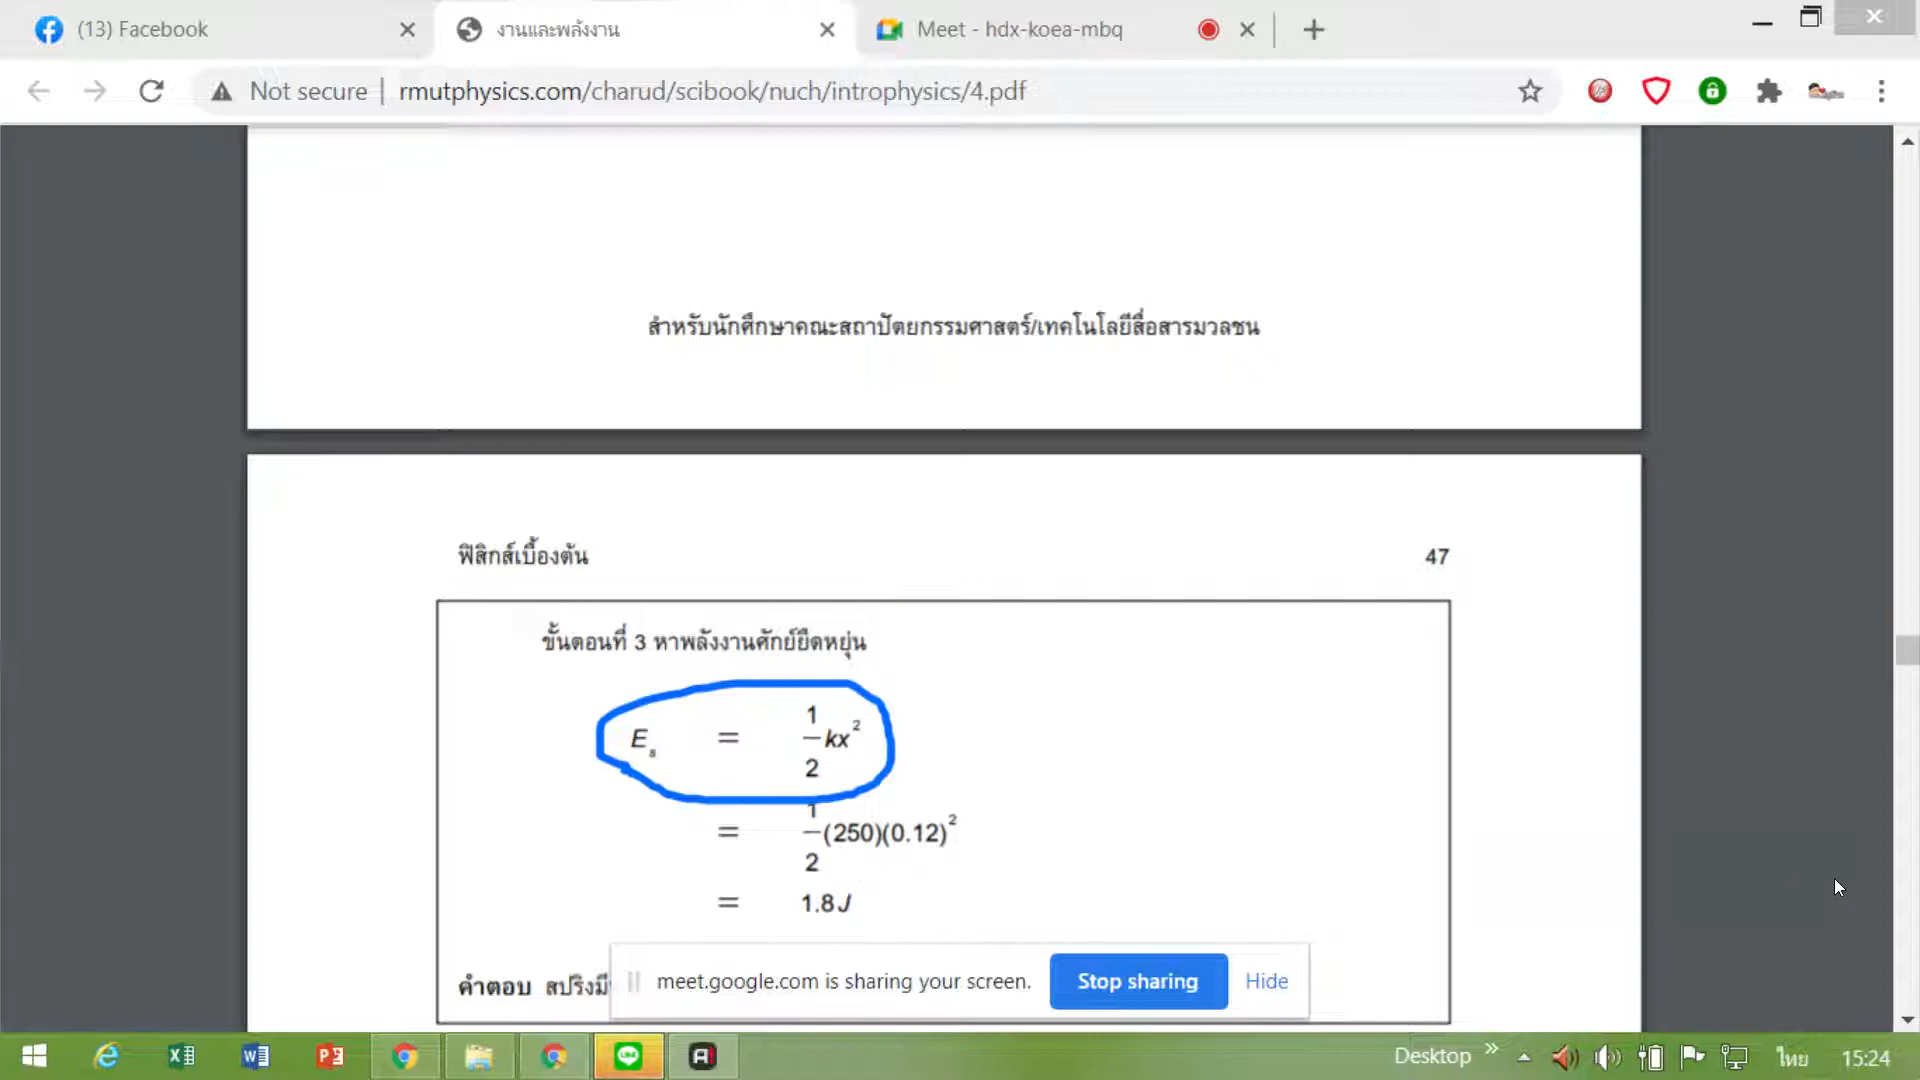 (13) Facebook
งานและพลังงาน
Meet - hdx-koea-mbq
Not secure | rmutphysics.com/charud/scibook/nuch/introphysics/4.pdf
สำหรับนักศึกษาคณะสถาปัตยกรรมศาสตร์/เทคโนโลยีสื่อสารมวลชน
ฟิสิกส์เบื้องต้น 47
ขั้นตอนที่ 3 หาพลังงานศักย์ยืดหยุ่น
E_s = 1/2 kx^2
= 1/2 (250)(0.12)^2
= 1.8 J
คำตอบ สปริงมี
meet.google.com is sharing your screen. Stop sharing Hide
Desktop » ไทย 15:24